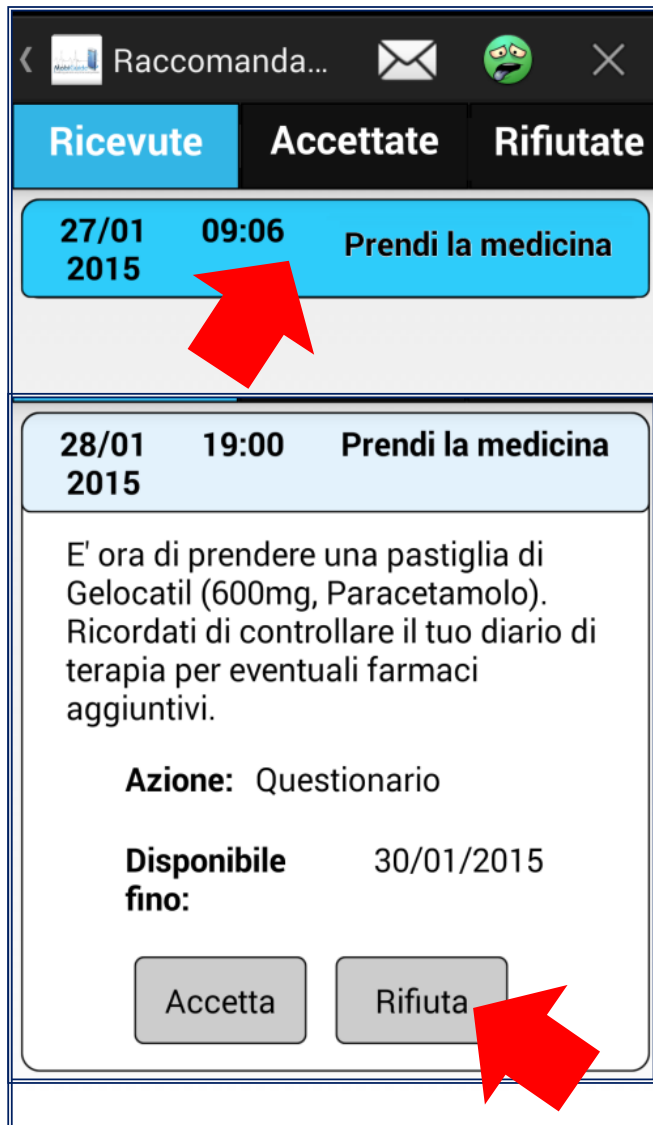 Raccomanda...
Ricevute Accettate Rifiutate
27/01 09:06 Prendi la medicina
2015
28/01 19:00 Prendi la medicina
2015
E' ora di prendere una pastiglia di
Gelocatil (600mg, Paracetamolo).
Ricordati di controllare il tuo diario di
terapia per eventuali farmaci
aggiuntivi.
Azione: Questionario
Disponibile 30/01/2015
fino:
Accetta Rifiuta